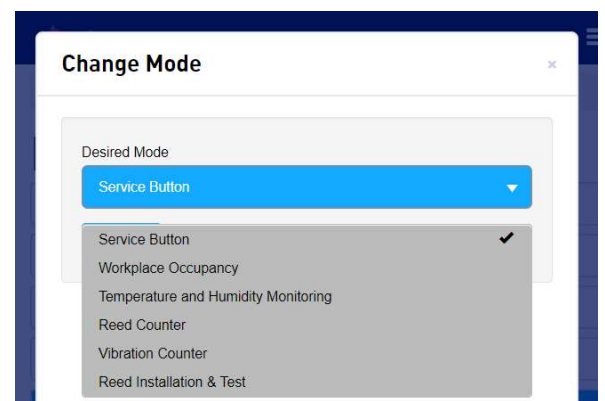 Change Mode
×
Desired Mode
Service Button
Service Button
Workplace Occupancy
Temperature and Humidity Monitoring
Reed Counter
Vibration Counter
Reed Installation & Test